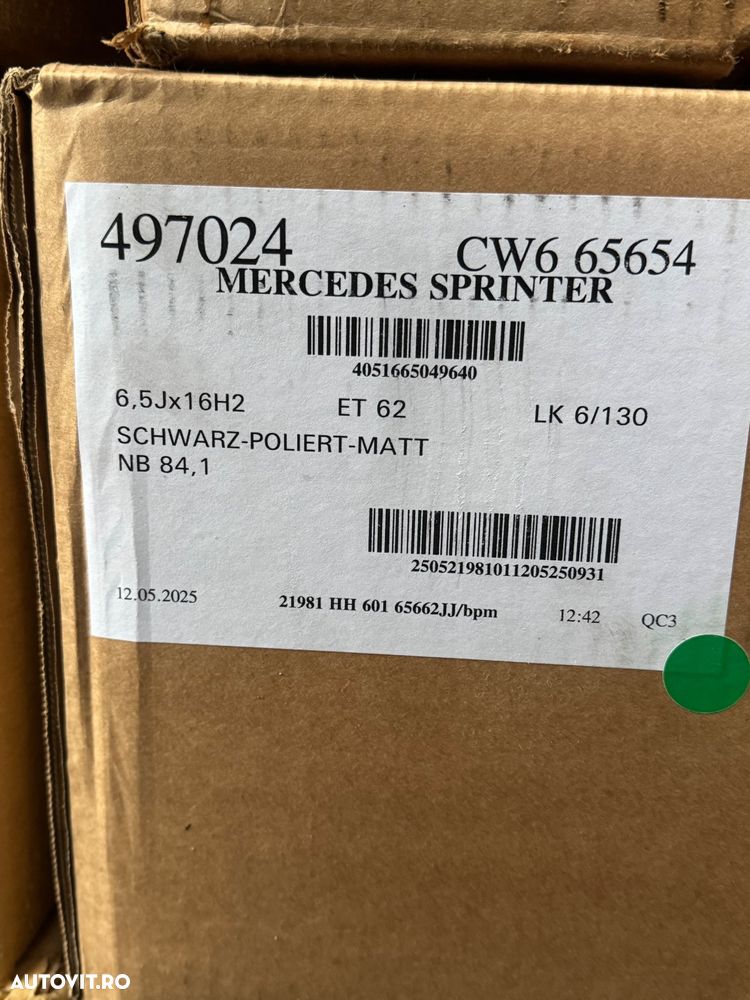 497024 CW6 65654
MERCEDES SPRINTER
4051665049640
6,5Jx16H2 ET 62 LK 6/130
SCHWARZ-POLIERT-MATT
NB 84,1
250521981011205250931
12.05.2025 21981 HH 601 65662JJ/bpm 12:42 QC3
AUTOVIT.RO